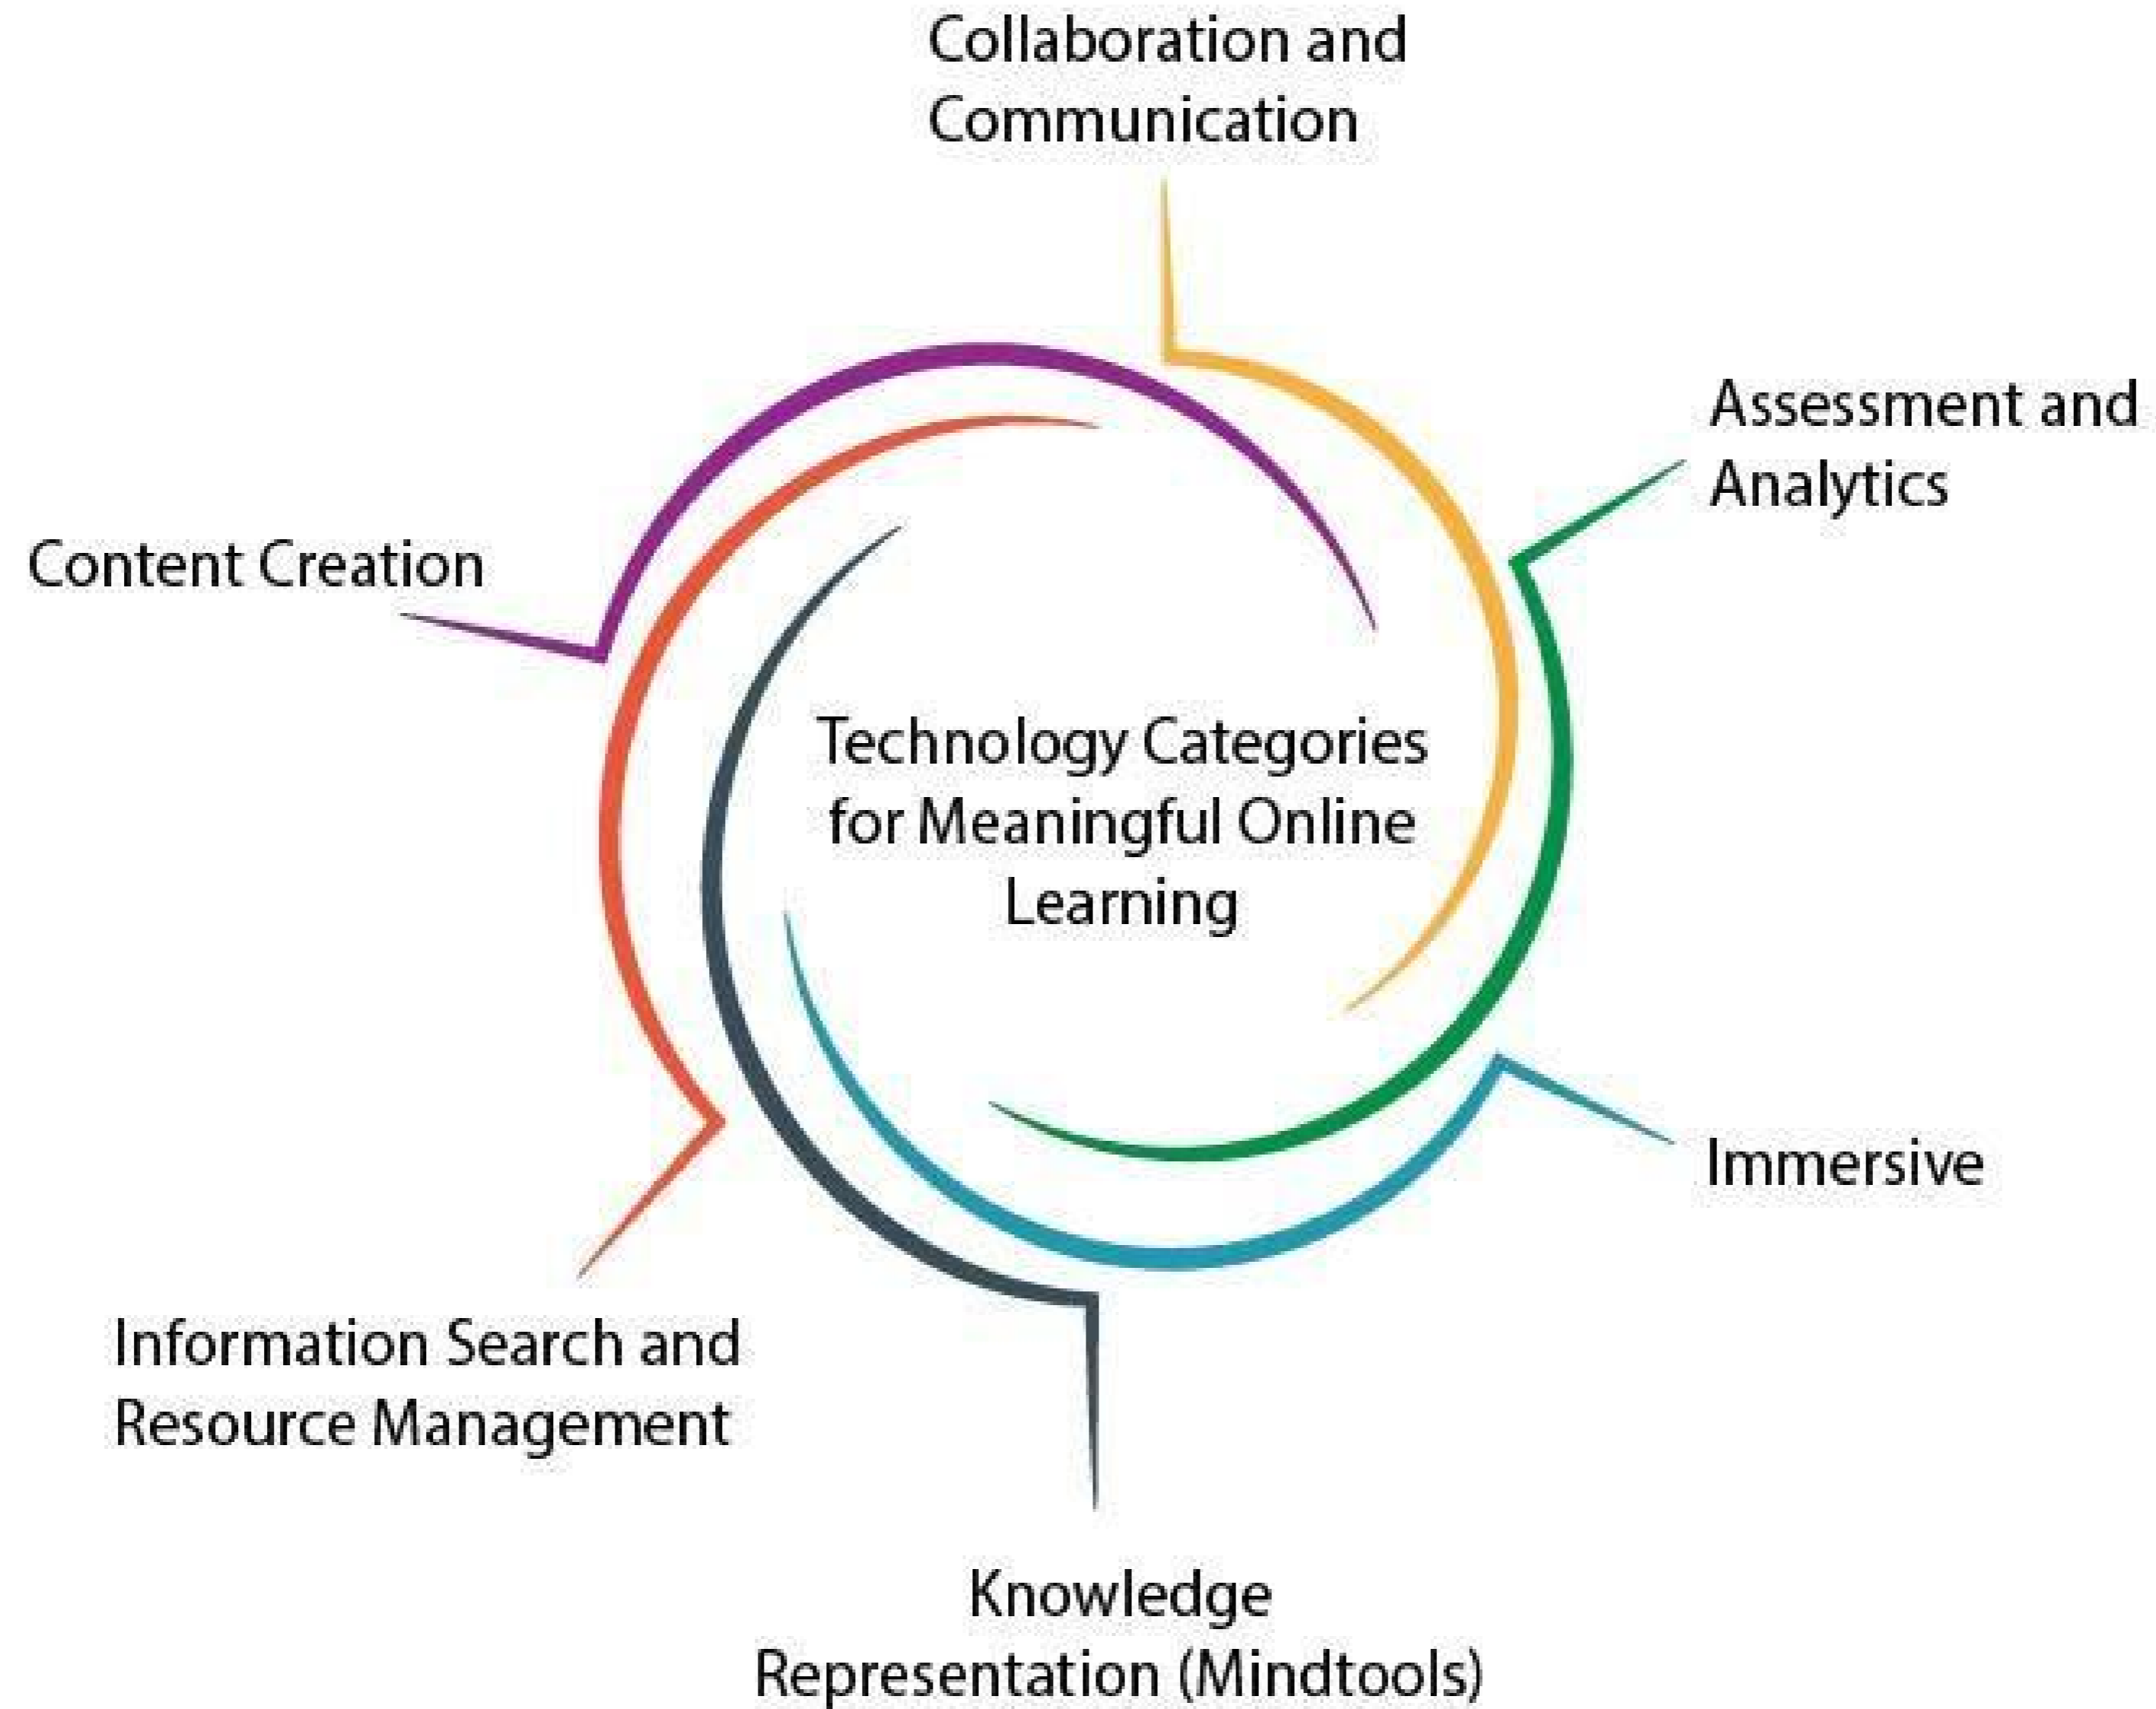 Collaboration and
Communication
Assessment and
Analytics
Content Creation
Technology Categories
for Meaningful Online
Learning
Immersive
Information Search and
Resource Management
Knowledge
Representation (Mindtools)